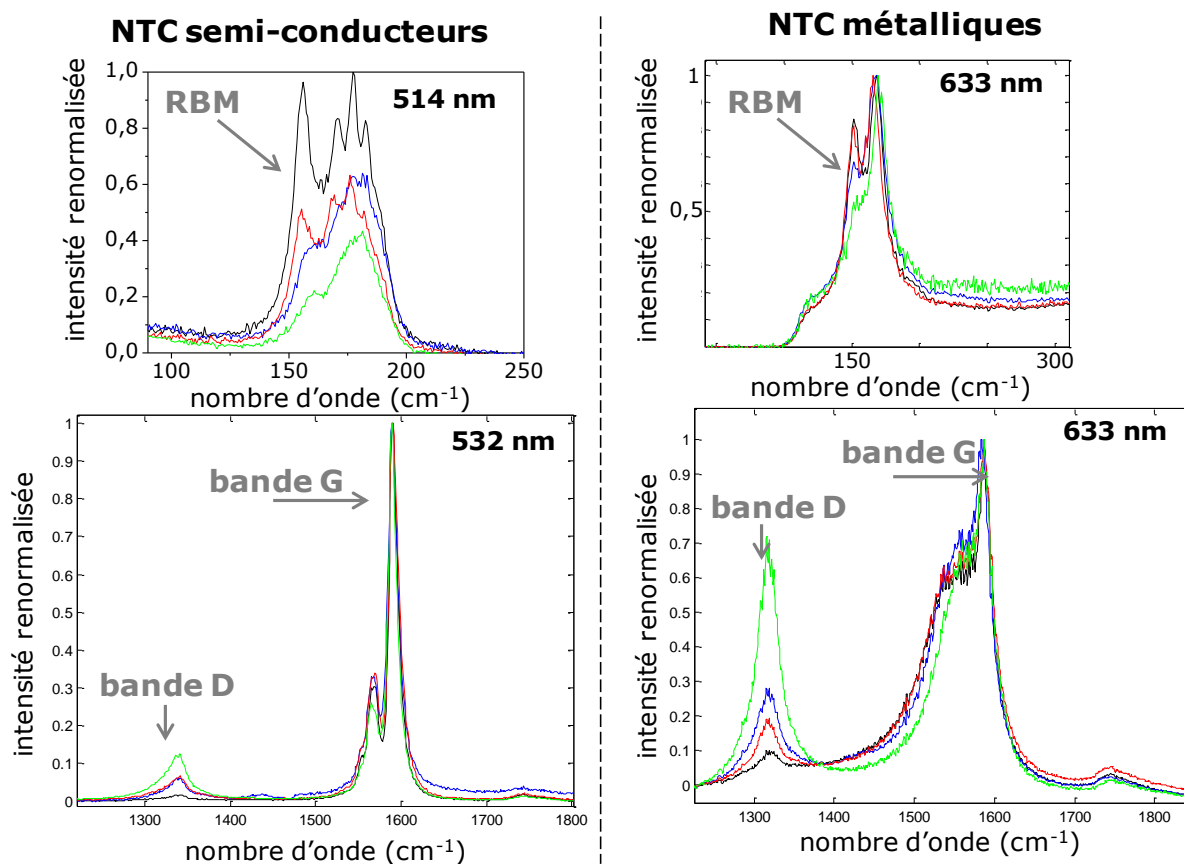 NTC semi-conducteurs
NTC métalliques
intensité renormalisée
1,0
0,8
0,6
0,4
0,2
0,0
RBM
514 nm
100
150
200
250
nombre d'onde (cm-1)
intensité renormalisée
1
0,5
RBM
633 nm
150
300
nombre d'onde (cm-1)
intensité renormalisée
1
0.9
0.8
0.7
0.6
0.5
0.4
0.3
0.2
0.1
0
532 nm
bande G
bande D
1300
1400
1500
1600
1700
1800
nombre d'onde (cm-1)
intensité renormalisée
1
0.9
0.8
0.7
0.6
0.5
0.4
0.3
0.2
0.1
0
633 nm
bande G
bande D
1300
1400
1500
1600
1700
1800
nombre d'onde (cm-1)